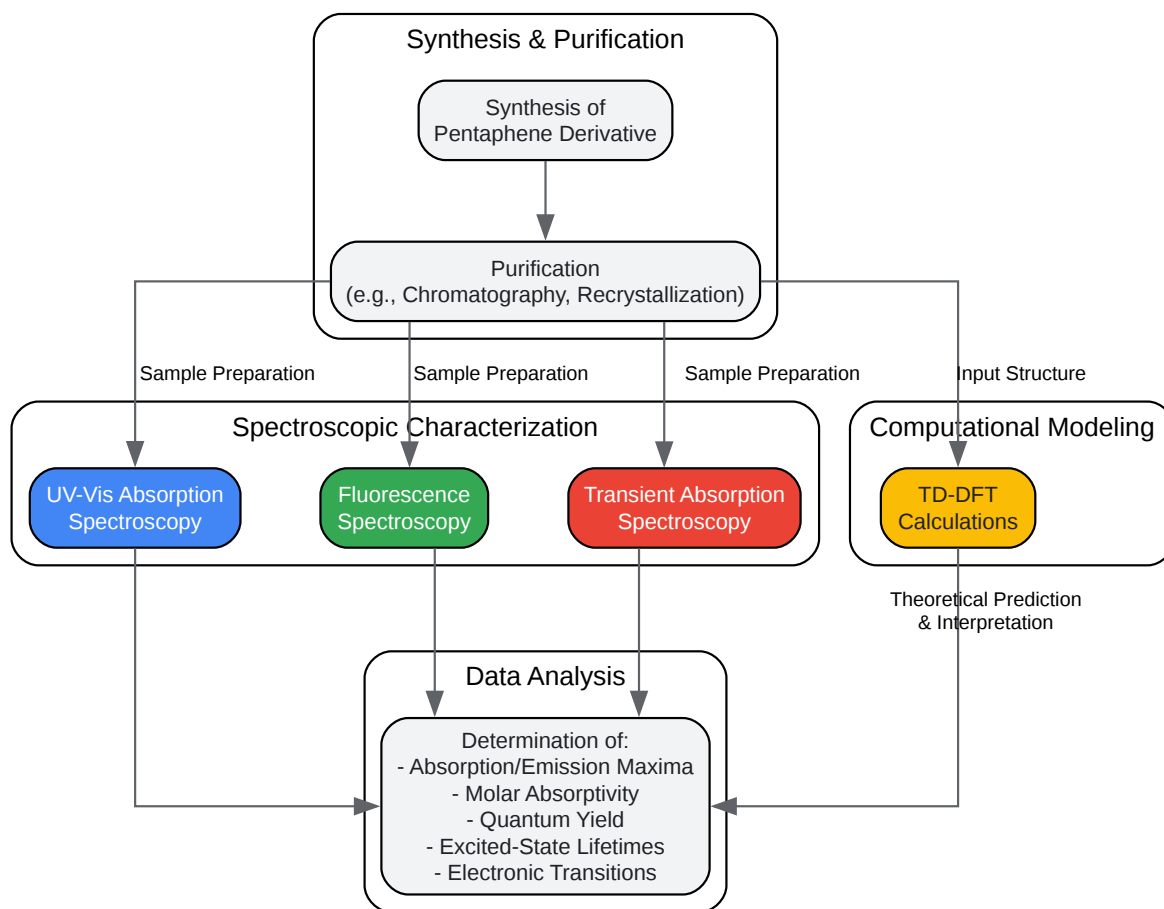 Synthesis & Purification
Synthesis of
Pentaphene Derivative
Purification
(e.g., Chromatography, Recrystallization)
Sample Preparation
Sample Preparation
Sample Preparation
Input Structure
Spectroscopic Characterization
Computational Modeling
UV-Vis Absorption
Spectroscopy
Fluorescence
Spectroscopy
Transient Absorption
Spectroscopy
TD-DFT
Calculations
Theoretical Prediction
& Interpretation
Data Analysis
Determination of:
- Absorption/Emission Maxima
- Molar Absorptivity
- Quantum Yield
- Excited-State Lifetimes
- Electronic Transitions